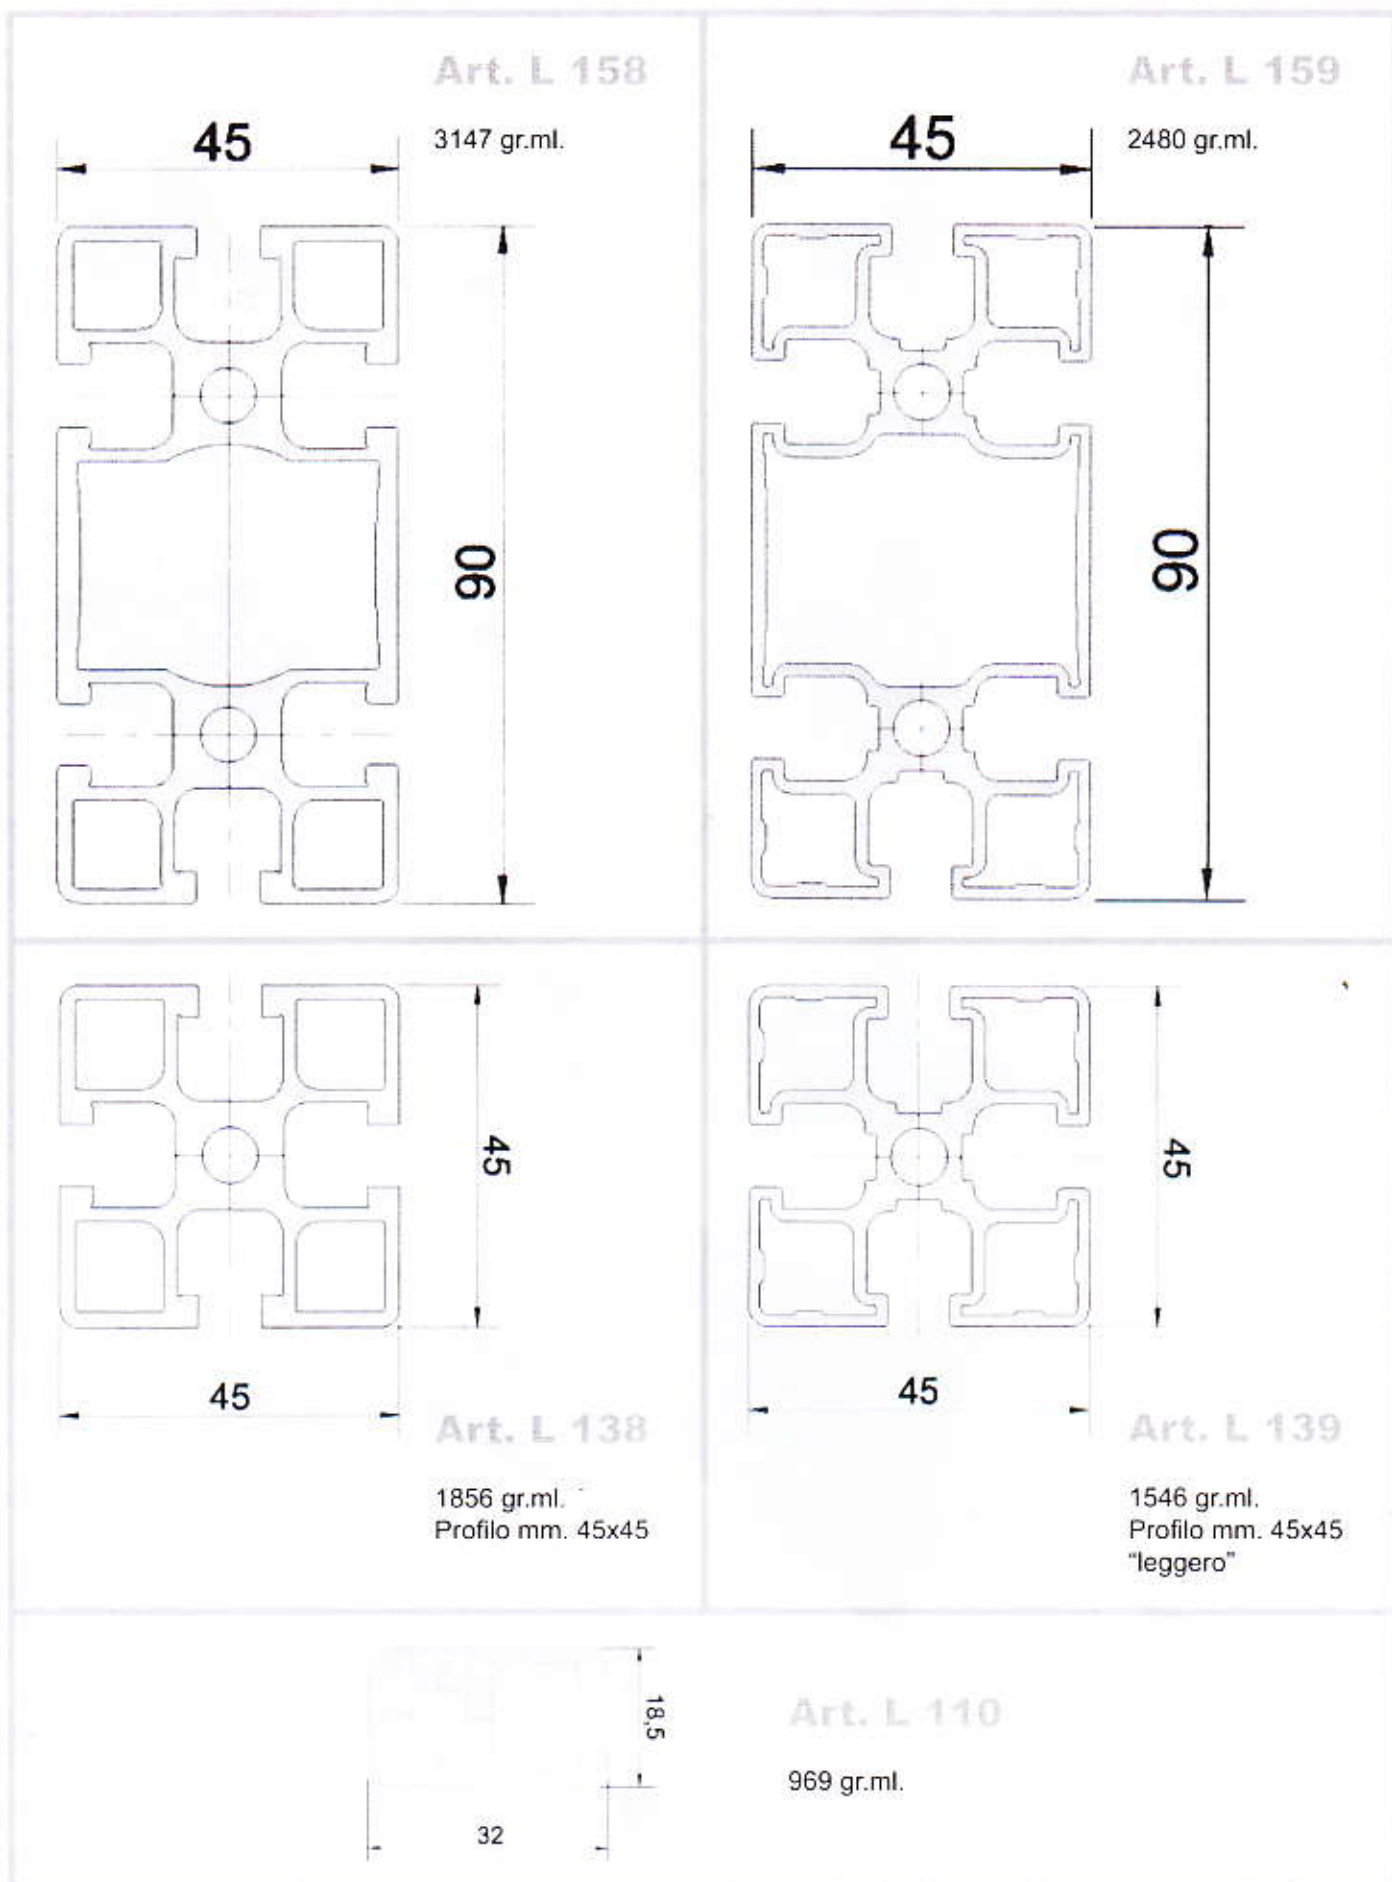 Art. L 158
45
3147 gr.ml.
90
Art. L 159
45
2480 gr.ml.
90
45
45
Art. L 138
1856 gr.ml.
Profilo mm. 45x45
45
45
Art. L 139
1546 gr.ml.
Profilo mm. 45x45
"leggero"
18,5
32
Art. L 110
969 gr.ml.